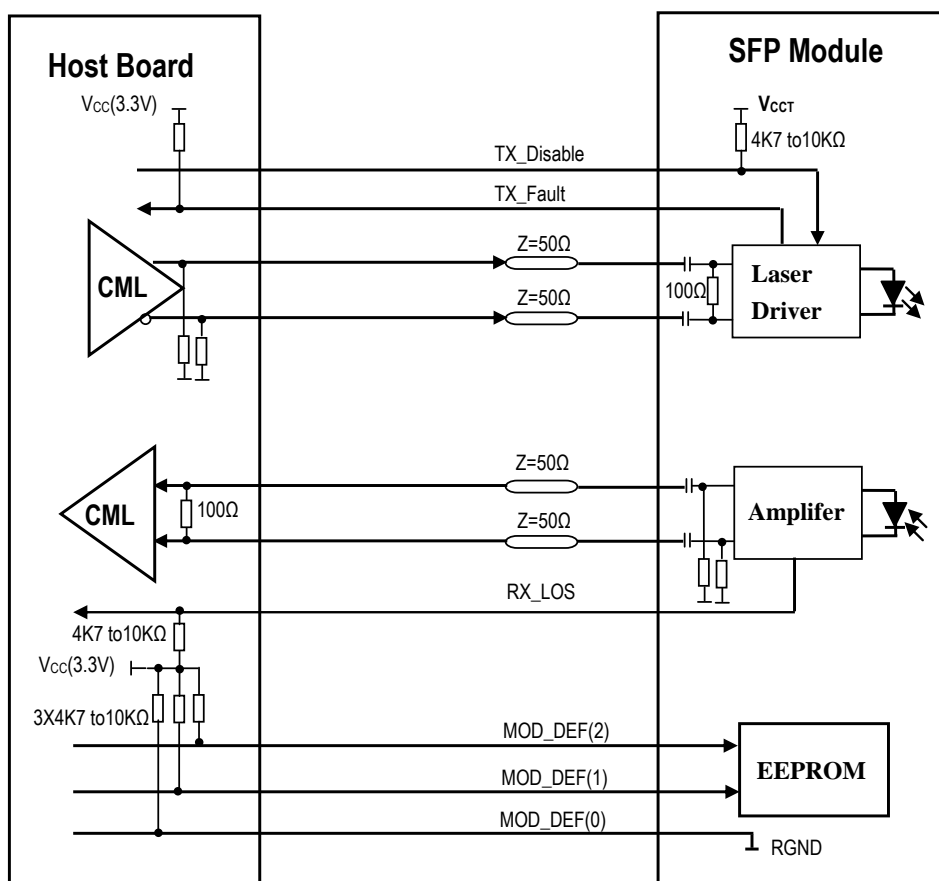 Host Board
SFP Module
Vcc(3.3V)
VCCT
4K7 to10KΩ
TX_Disable
TX_Fault
CML
Z=50Ω
Z=50Ω
100Ω
Laser
Driver
CML
100Ω
Z=50Ω
Z=50Ω
Amplifer
RX_LOS
4K7 to10KΩ
Vcc(3.3V)
3X4K7 to10KΩ
MOD_DEF(2)
MOD_DEF(1)
MOD_DEF(0)
EEPROM
RGND